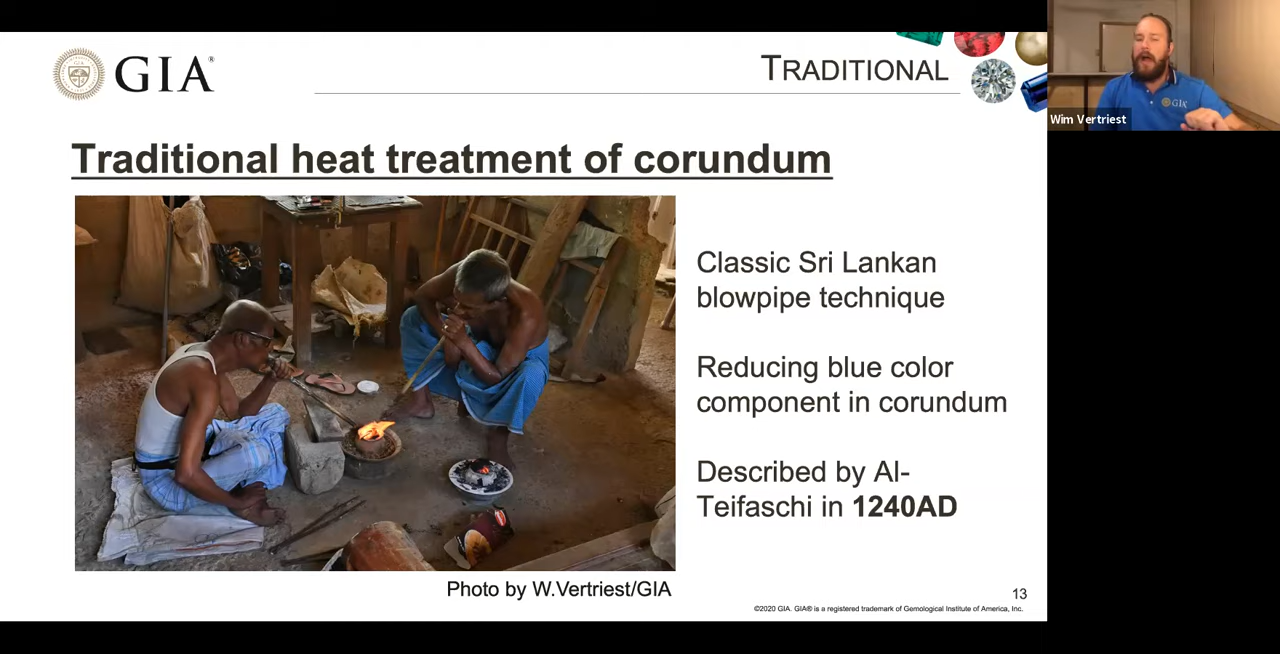 GIA®
TRADITIONAL
Wim Vertriest
GIA
Traditional heat treatment of corundum
Classic Sri Lankan
blowpipe technique
Reducing blue color
component in corundum
Described by Al-
Teifaschi in 1240AD
Photo by W.Vertriest/GIA
13
©2020 GIA. GIA® is a registered trademark of Gemological Institute of America, Inc.